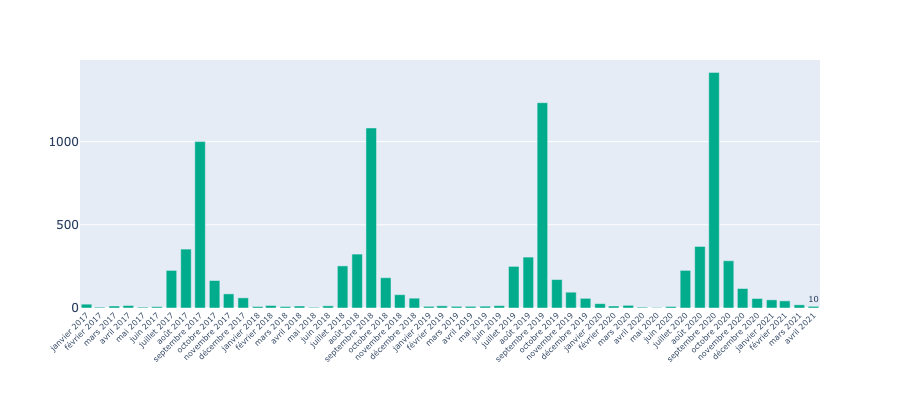 1000
500
0
10
janvier 2017
février 2017
mars 2017
avril 2017
mai 2017
juin 2017
juillet 2017
août 2017
septembre 2017
octobre 2017
novembre 2017
décembre 2017
janvier 2018
février 2018
mars 2018
avril 2018
mai 2018
juin 2018
juillet 2018
août 2018
septembre 2018
octobre 2018
novembre 2018
décembre 2018
janvier 2019
février 2019
mars 2019
avril 2019
mai 2019
juin 2019
juillet 2019
août 2019
septembre 2019
octobre 2019
novembre 2019
décembre 2019
janvier 2020
février 2020
mars 2020
avril 2020
mai 2020
juin 2020
juillet 2020
août 2020
septembre 2020
octobre 2020
novembre 2020
décembre 2020
janvier 2021
février 2021
mars 2021
avril 2021